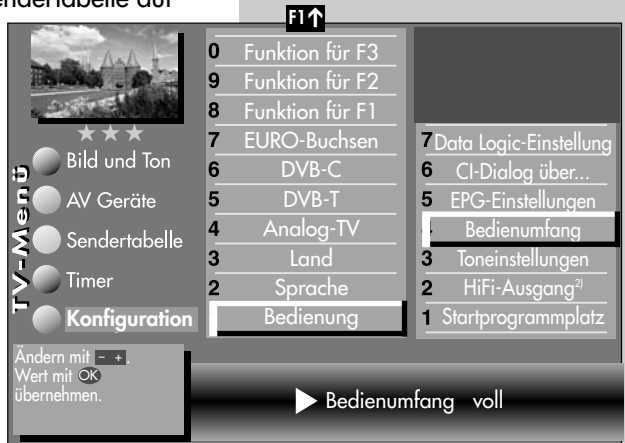 endertabelle auf
F1↑
TV-Menü
Bild und Ton
AV Geräte
Sendertabelle
Timer
Konfiguration
0 Funktion für F3
9 Funktion für F2
8 Funktion für F1
7 EURO-Buchsen
6 DVB-C
5 DVB-T
4 Analog-TV
3 Land
2 Sprache
Bedienung
7 Data Logic-Einstellung
6 CI-Dialog über...
5 EPG-Einstellungen
Bedienumfang
3 Toneinstellungen
2 HiFi-Ausgang2)
1 Startprogrammplatz
Ändern mit - + .
Wert mit OK
übernehmen.
▶ Bedienumfang voll